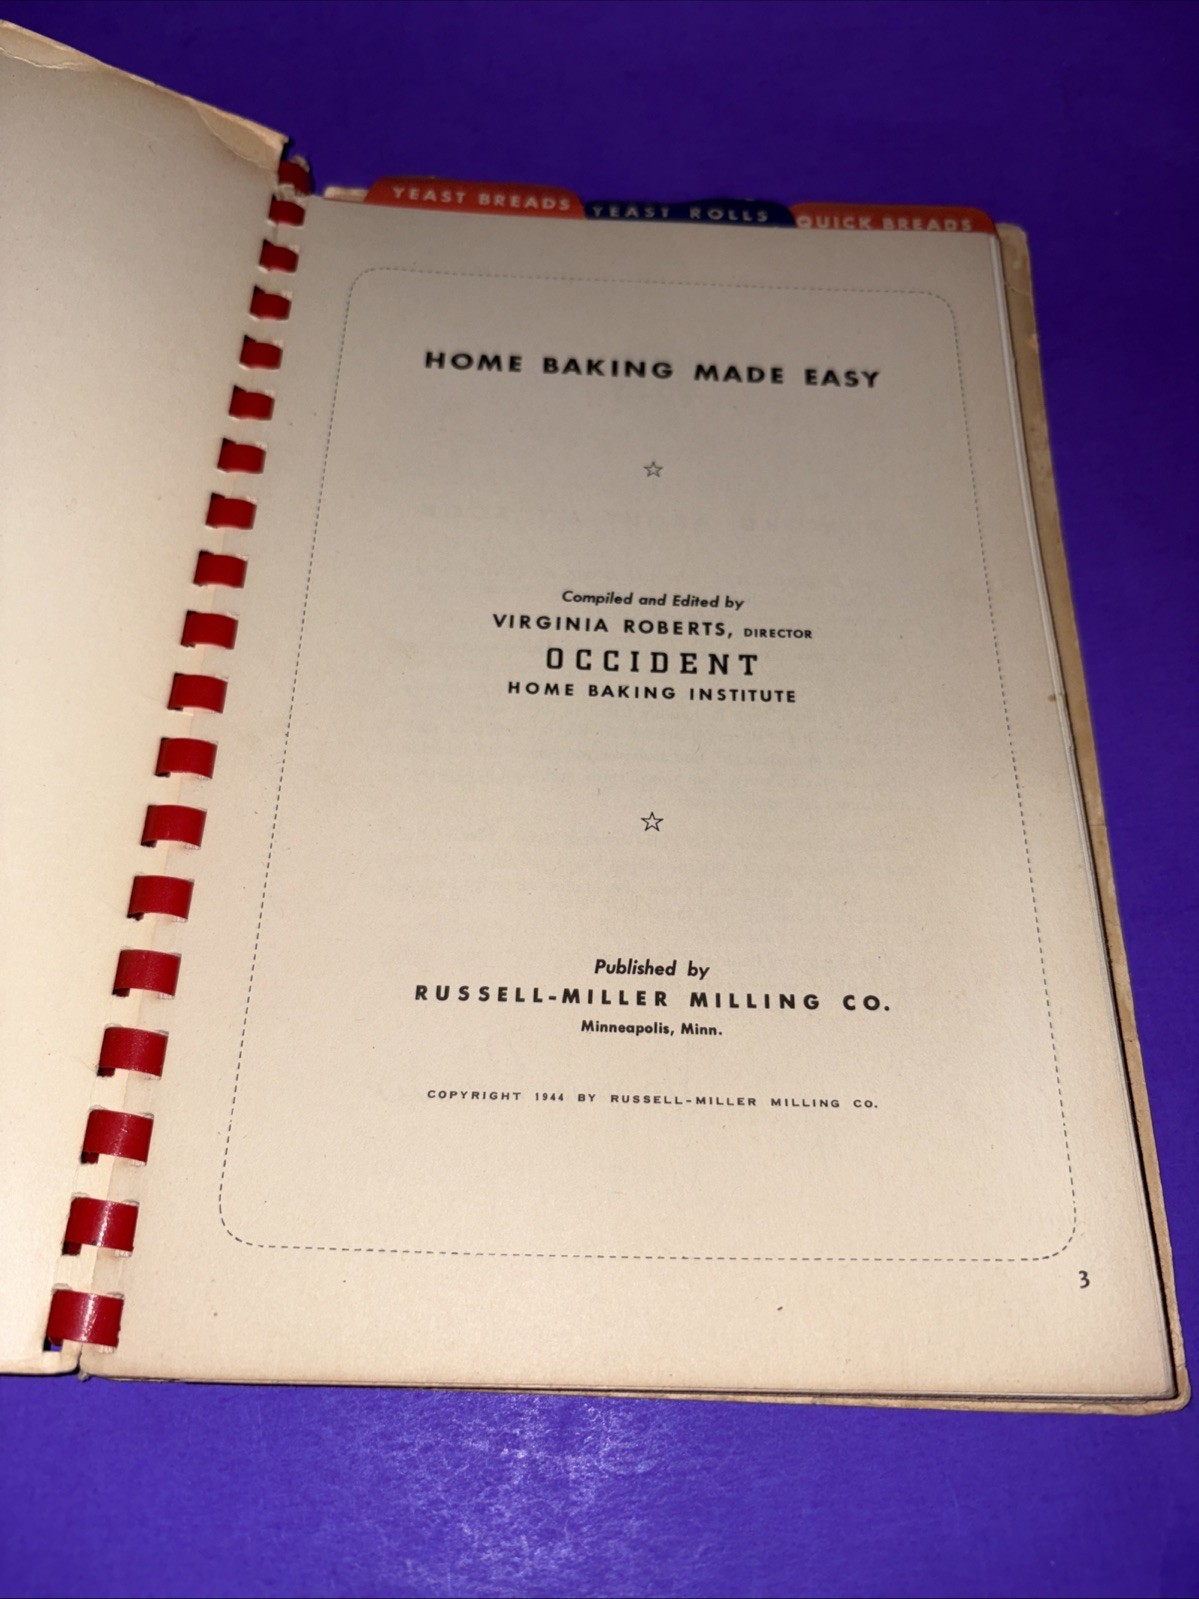 YEAST BREADS
YEAST ROLLS
QUICK BREADS
HOME BAKING MADE EASY
Compiled and Edited by
VIRGINIA ROBERTS, DIRECTOR
OCCIDENT
HOME BAKING INSTITUTE
Published by
RUSSELL-MILLER MILLING CO.
Minneapolis, Minn.
COPYRIGHT 1944 BY RUSSELL-MILLER MILLING CO.
3